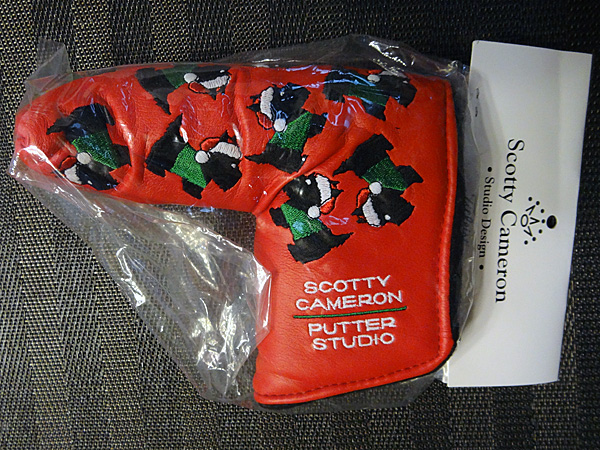 SCOTTY
CAMERON
PUTTER
STUDIO
Scotty Cameron
• Studio Design •